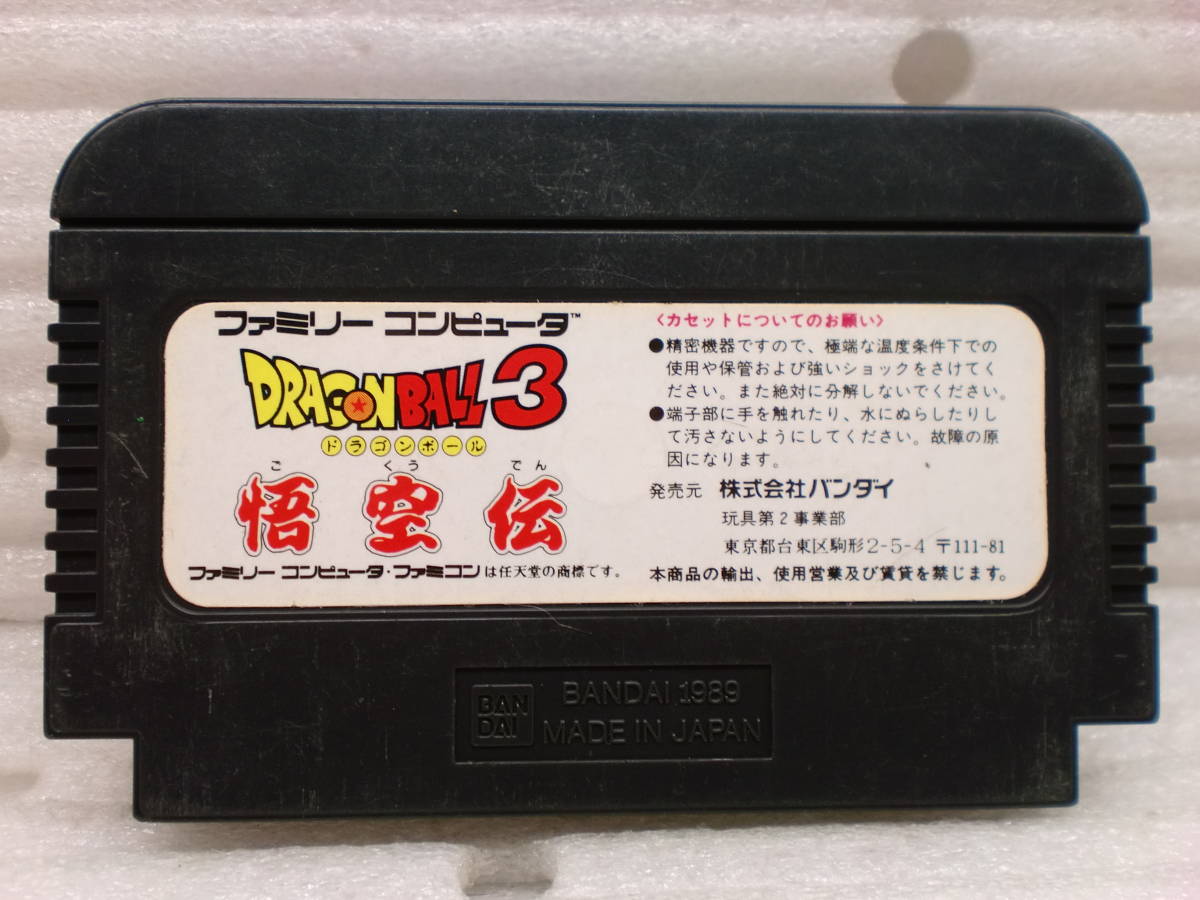 ファミリー コンピュータ™
DRAGONBALL3
ドラゴンボール
ご くう でん
悟空伝
ファミリー コンピュータ・ファミコンは任天堂の商標です。
〈カセットについてのお願い〉
●精密機器ですので、極端な温度条件下での
使用や保管および強いショックをさけてく
ださい。また絶対に分解しないでください。
●端子部に手を触れたり、水にぬらしたりし
て汚さないようにしてください。故障の原
因になります。
発売元 株式会社バンダイ
玩具第2事業部
東京都台東区駒形2-5-4 〒111-81
本商品の輸出、使用営業及び賃貸を禁じます。
BAN
DAI
BANDAI 1989
MADE IN JAPAN